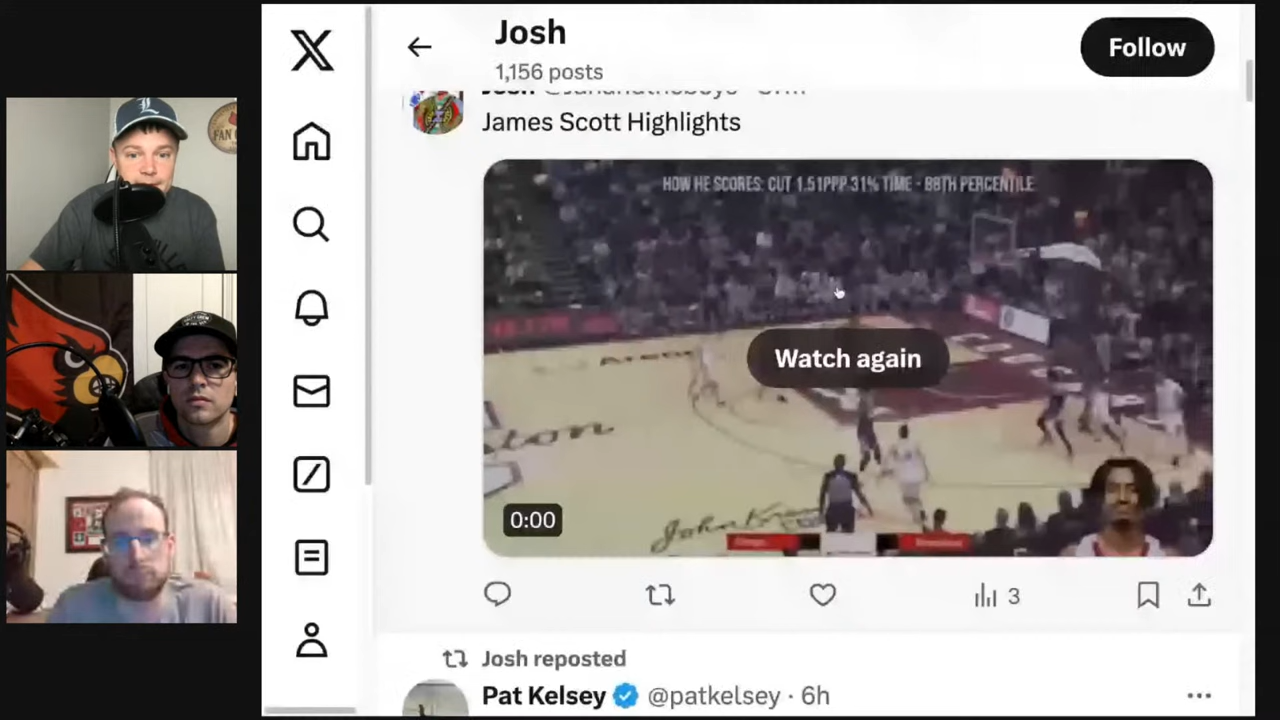 Josh
1,156 posts
Follow
James Scott Highlights
HOW HE SCORES: CUT 1.51PPP 31% TIME - 88TH PERCENTILE
Watch again
0:00
3
Josh reposted
Pat Kelsey @patkelsey · 6h
L
FAN